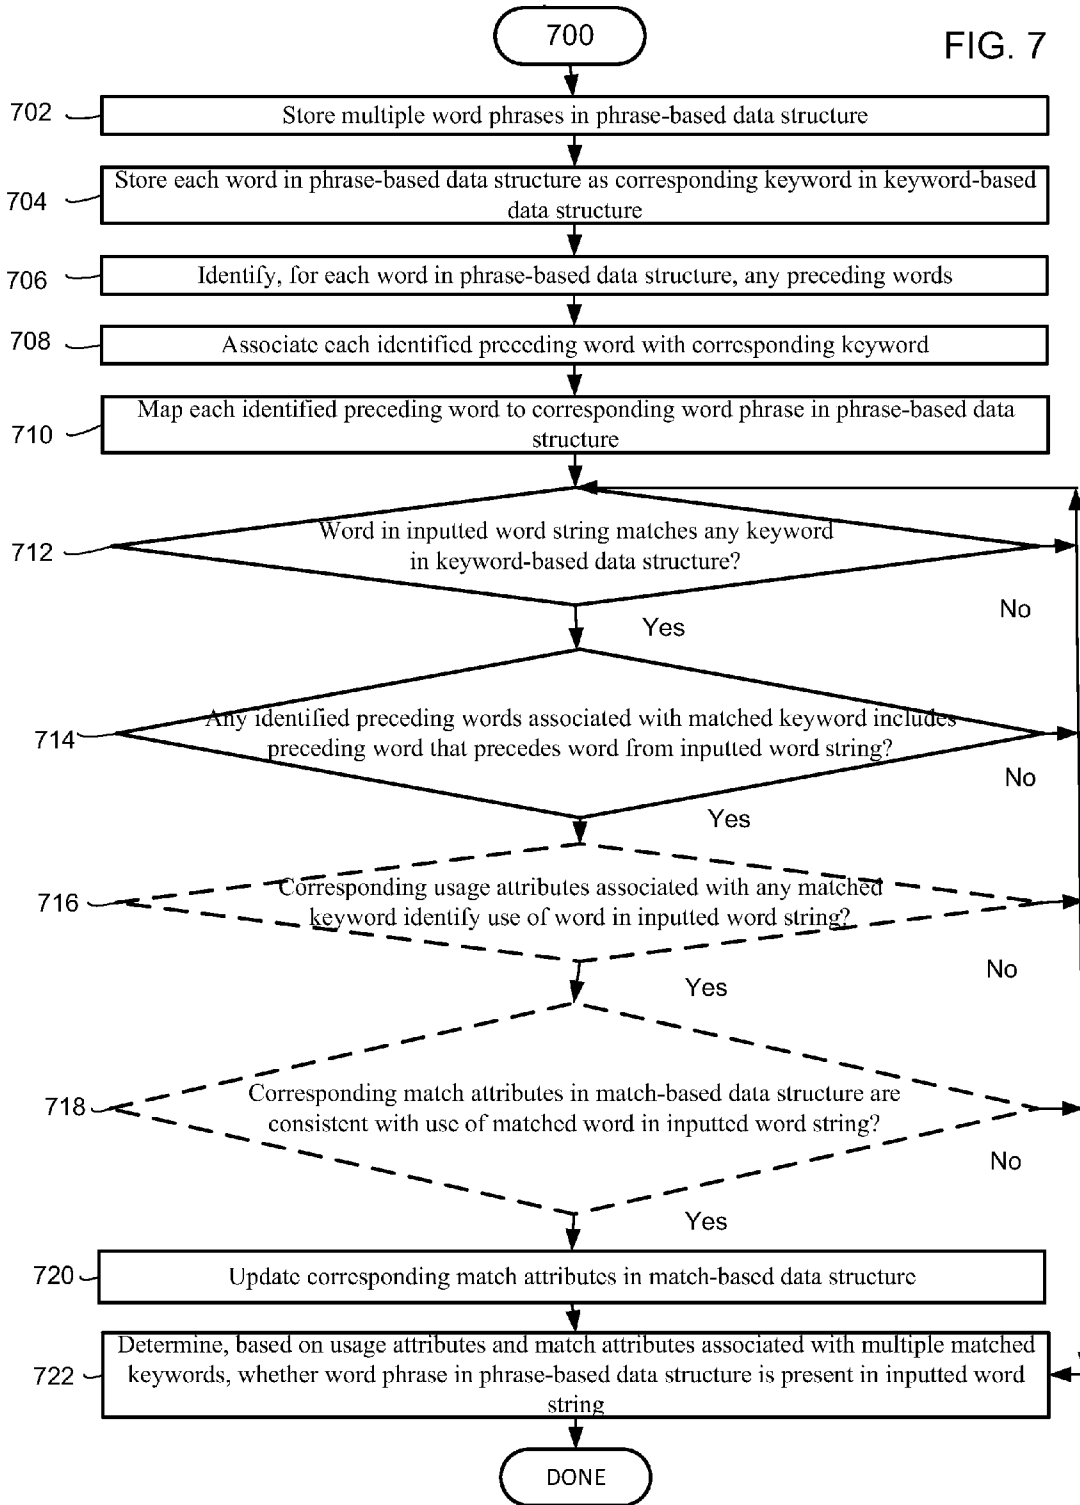 700
FIG. 7
702
Store multiple word phrases in phrase-based data structure
704
Store each word in phrase-based data structure as corresponding keyword in keyword-based
data structure
706
Identify, for each word in phrase-based data structure, any preceding words
708
Associate each identified preceding word with corresponding keyword
710
Map each identified preceding word to corresponding word phrase in phrase-based data
structure
712
Word in inputted word string matches any keyword
in keyword-based data structure?
No
Yes
714
Any identified preceding words associated with matched keyword includes
preceding word that precedes word from inputted word string?
No
Yes
716
Corresponding usage attributes associated with any matched
keyword identify use of word in inputted word string?
No
Yes
718
Corresponding match attributes in match-based data structure are
consistent with use of matched word in inputted word string?
No
Yes
720
Update corresponding match attributes in match-based data structure
722
Determine, based on usage attributes and match attributes associated with multiple matched
keywords, whether word phrase in phrase-based data structure is present in inputted word
string
DONE